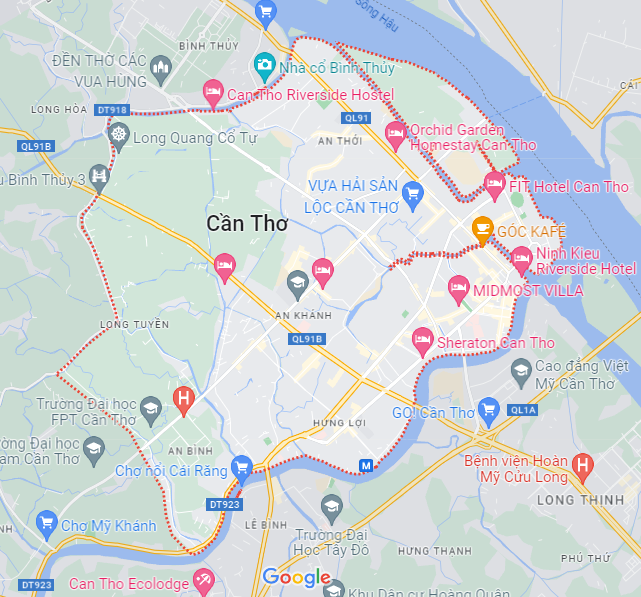 Sông Hậu
BÌNH THỦY
ĐỀN THỜ CÁC
VUA HÙNG
Nhà cổ Bình Thủy
CÁI
LONG HÒA
DT918
Can Tho Riverside Hostel
QL91
QL91B
Long Quang Cổ Tự
AN THỚI
Orchid Garden
Homestay Can Tho
u Bình Thủy 3
VỰA HẢI SẢN
LỘC CẦN THƠ
FIT Hotel Can Tho
Cần Thơ
GÓC KAFÉ
Ninh Kieu
Riverside Hotel
MIDMOST VILLA
AN KHÁNH
LONG TUYỀN
QL91B
Sheraton Can Tho
Cao đẳng Việt
Mỹ Cần Thơ
Trường Đại học
FPT Cần Thơ
GO! Cần Thơ
QL1A
HƯNG LỢI
ờng Đại học
am Cần Thơ
AN BÌNH
Chợ nổi Cái Răng
M
Bệnh viện Hoàn
Mỹ Cửu Long
LONG THỊNH
DT923
Chợ Mỹ Khánh
LÊ BÌNH
Trường Đại
Học Tây Đô
HƯNG THẠNH
PHÚ THỨ
DT923
Can Tho Ecolodge
Google
Khu Dân cư Hoàng Quân